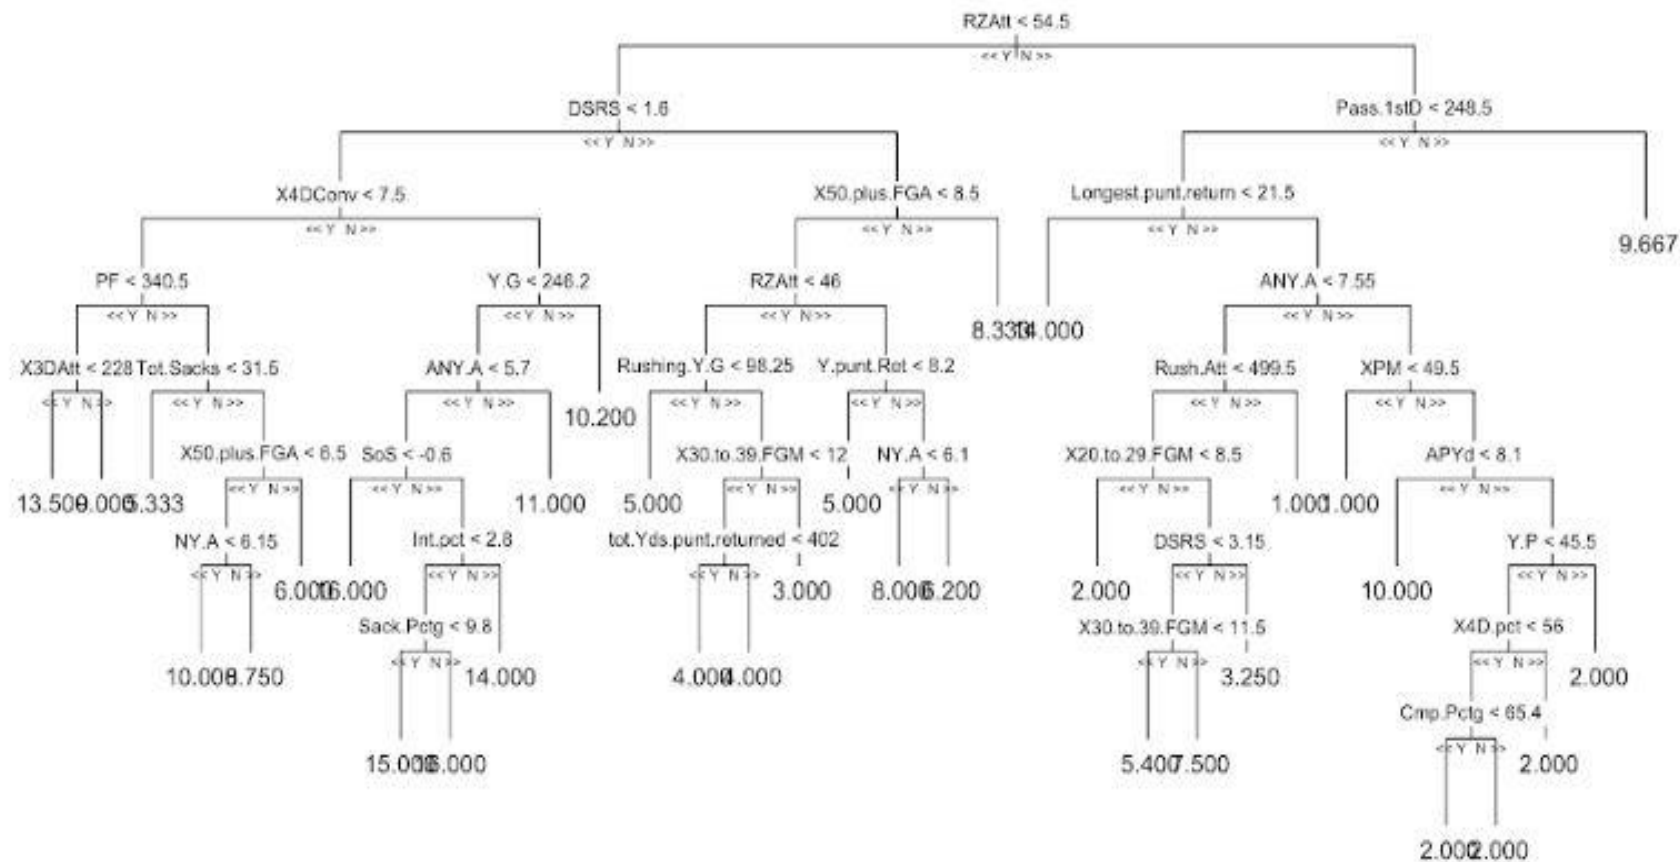 RZAtt < 54.5
<< Y N >>
DSRS < 1.6 Pass.1stD < 248.5
<< Y N >> << Y N >>
X4DConv < 7.5 X50.plus.FGA < 8.5 Longest.punt.return < 21.5
<< Y N >> << Y N >> << Y N >>
9.667
PF < 340.5 Y.G < 246.2 RZAtt < 46 ANY.A < 7.55
<< Y N >> << Y N >> << Y N >> << Y N >>
14.000
X3DAtt < 228 Tot.Sacks < 31.5 ANY.A < 5.7 Rushing.Y.G < 98.25 Y.punt.Ret < 8.2 Rush.Att < 499.5 XPM < 49.5
<< Y N >> << Y N >> << Y N >> << Y N >> << Y N >> << Y N >> << Y N >>
10.200
X50.plus.FGA < 6.5 SoS < -0.6 X30.to.39.FGM < 12 NY.A < 6.1 X20.to.29.FGM < 8.5 APYd < 8.1
<< Y N >> << Y N >> << Y N >> << Y N >> << Y N >> << Y N >>
13.500 9.000 5.333 11.000 5.000 5.000 1.000 1.000
NY.A < 6.15 Int.pct < 2.8 tot.Yds.punt.returned < 402 DSRS < 3.15 Y.P < 45.5
<< Y N >> << Y N >> << Y N >> << Y N >> << Y N >>
6.000 16.000 3.000 8.000 6.200 2.000 10.000
Sack.Pctg < 9.8 X30.to.39.FGM < 11.5 X4D.pct < 56
<< Y N >> << Y N >> << Y N >>
10.000 14.000 4.000 4.000 3.250 2.000
Cmp.Pctg < 65.4
<< Y N >>
15.000 16.000 5.400 7.500 2.000
2.000 2.000